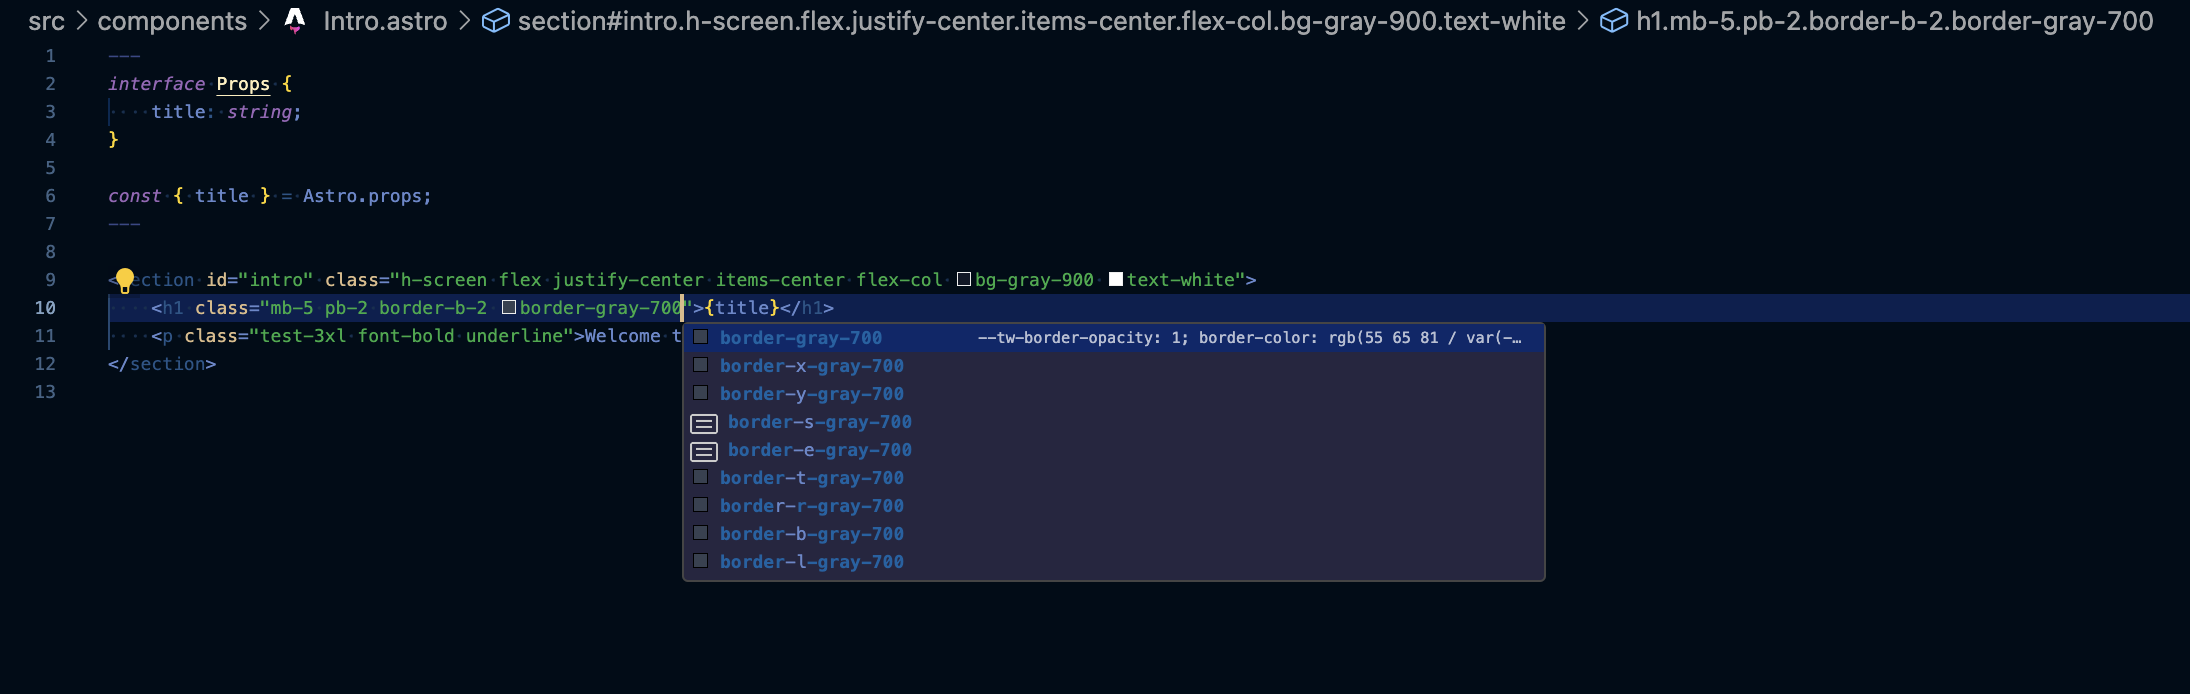 src > components > Intro.astro > section#intro.h-screen.flex.justify-center.items-center.flex-col.bg-gray-900.text-white > h1.mb-5.pb-2.border-b-2.border-gray-700
1 ---
2 interface Props {
3 title: string;
4 }
5
6 const { title } = Astro.props;
7 ---
8
9 <section id="intro" class="h-screen flex justify-center items-center flex-col bg-gray-900 text-white">
10 <h1 class="mb-5 pb-2 border-b-2 border-gray-700">{title}</h1>
11 <p class="test-3xl font-bold underline">Welcome t
12 </section>
13
border-gray-700 --tw-border-opacity: 1; border-color: rgb(55 65 81 / var(-…
border-x-gray-700
border-y-gray-700
border-s-gray-700
border-e-gray-700
border-t-gray-700
border-r-gray-700
border-b-gray-700
border-l-gray-700